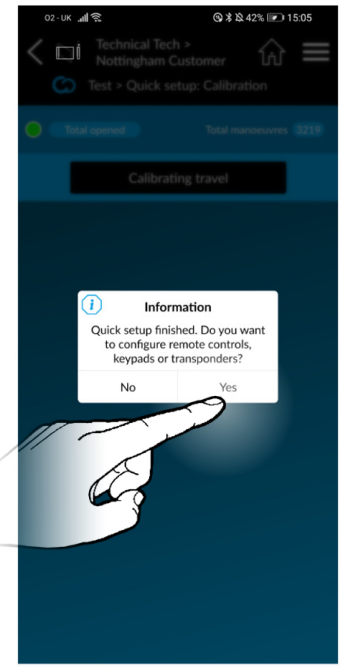 O2 - UK 42% 15:05
Technical Tech >
Nottingham Customer
Test > Quick setup: Calibration
Total opened Total manoeuvres 3219
Calibrating travel
i Information
Quick setup finished. Do you want
to configure remote controls,
keypads or transponders?
No Yes